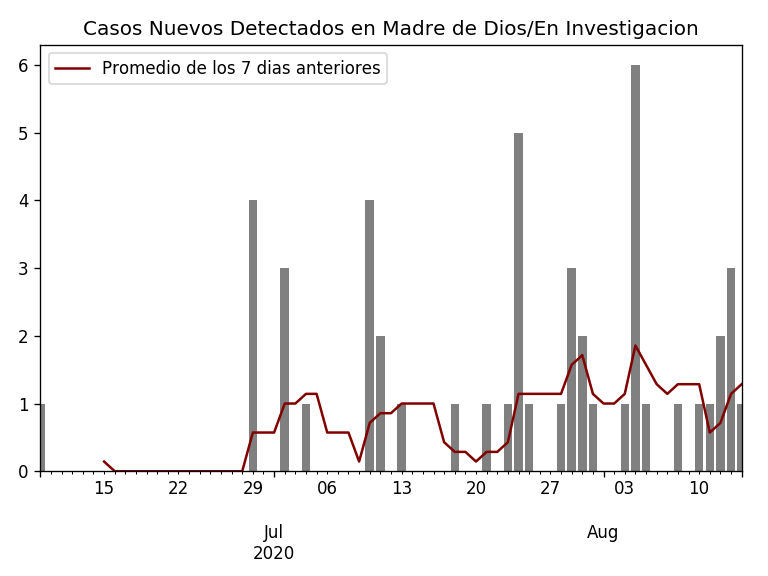 Casos Nuevos Detectados en Madre de Dios/En Investigacion
Promedio de los 7 dias anteriores
6
5
4
3
2
1
0
15 22 29 06 13 20 27 03 10
Jul Aug
2020